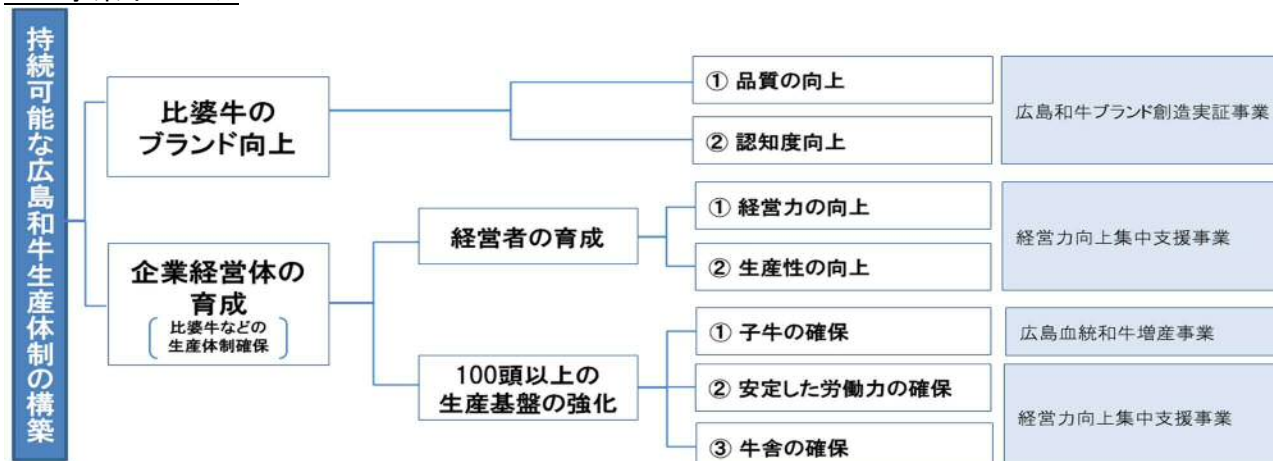 持続可能な広島和牛生産体制の構築
比婆牛の
ブランド向上
① 品質の向上
② 認知度向上
広島和牛ブランド創造実証事業
企業経営体の
育成
比婆牛などの
生産体制確保
経営者の育成
① 経営力の向上
② 生産性の向上
経営力向上集中支援事業
100頭以上の
生産基盤の強化
① 子牛の確保
広島血統和牛増産事業
② 安定した労働力の確保
③ 牛舎の確保
経営力向上集中支援事業